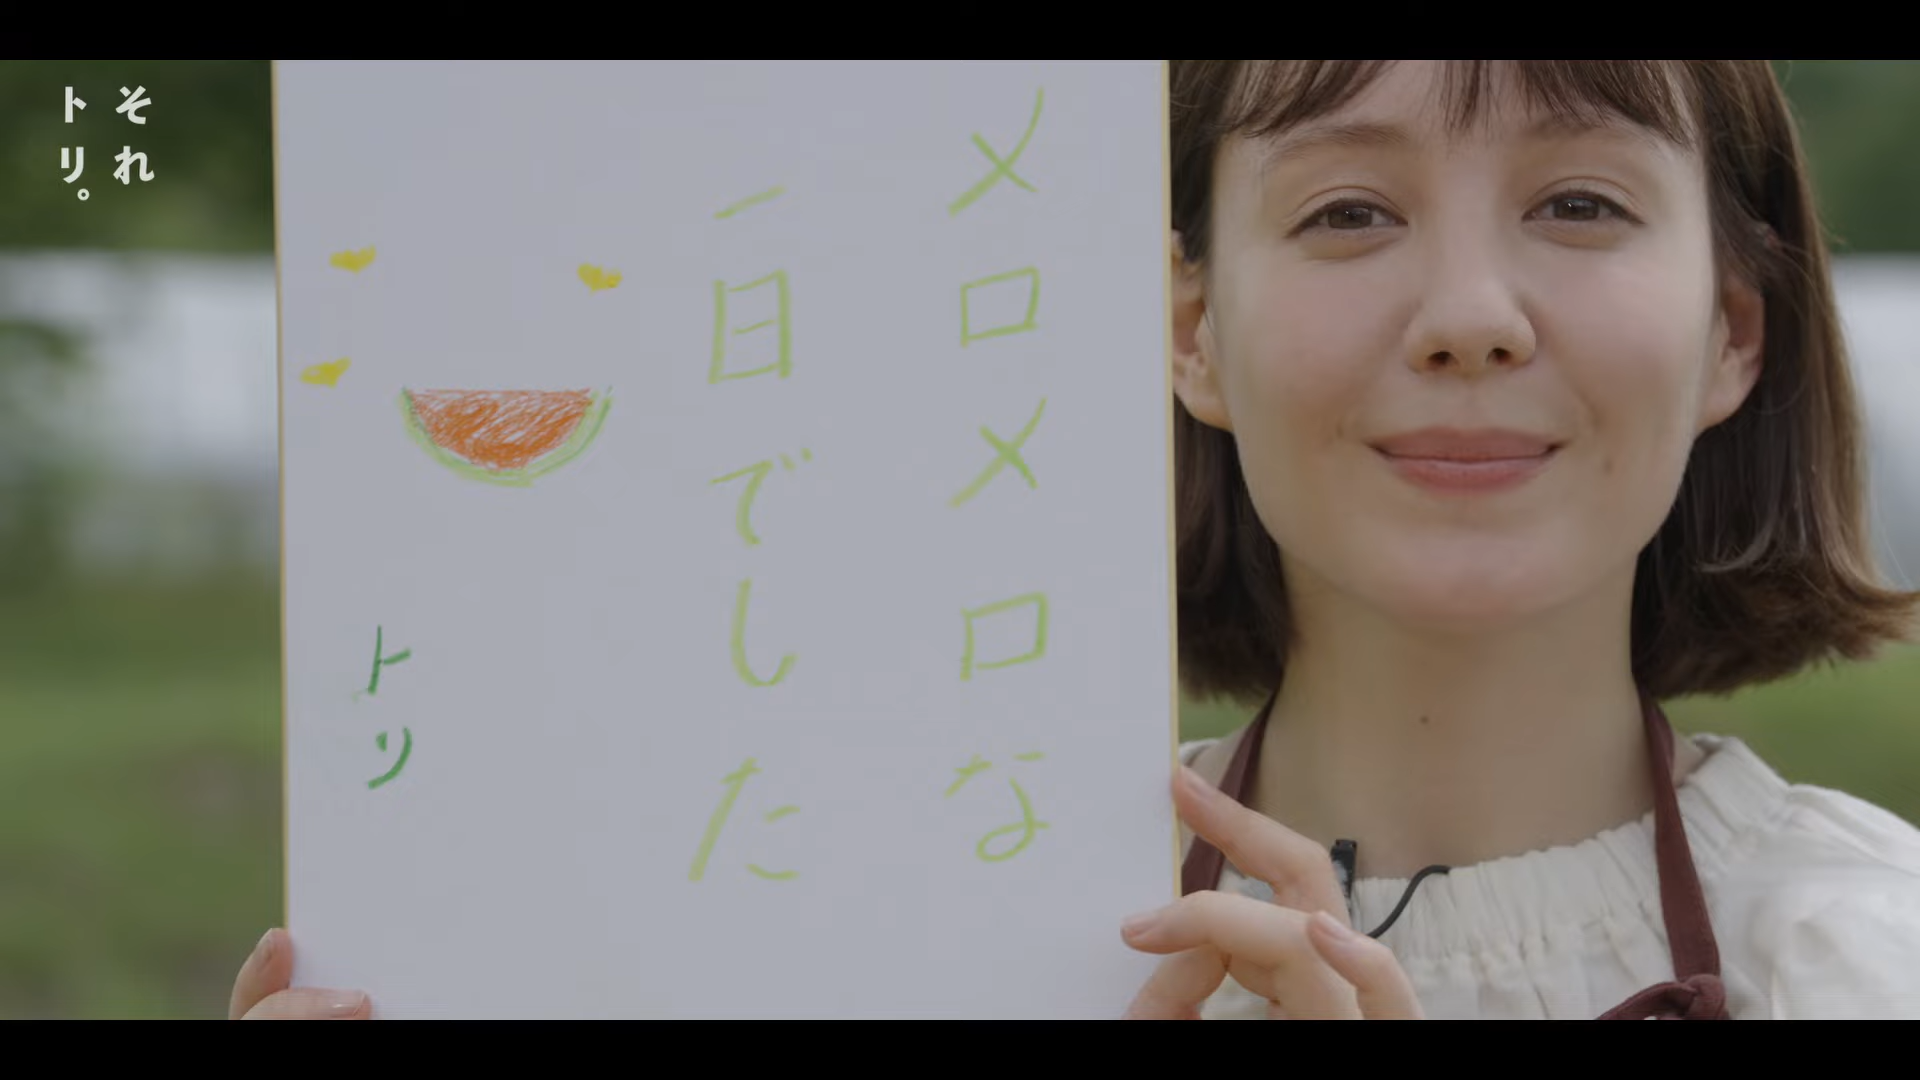 それ
トリ。
メロメロな
一日でした
トリ